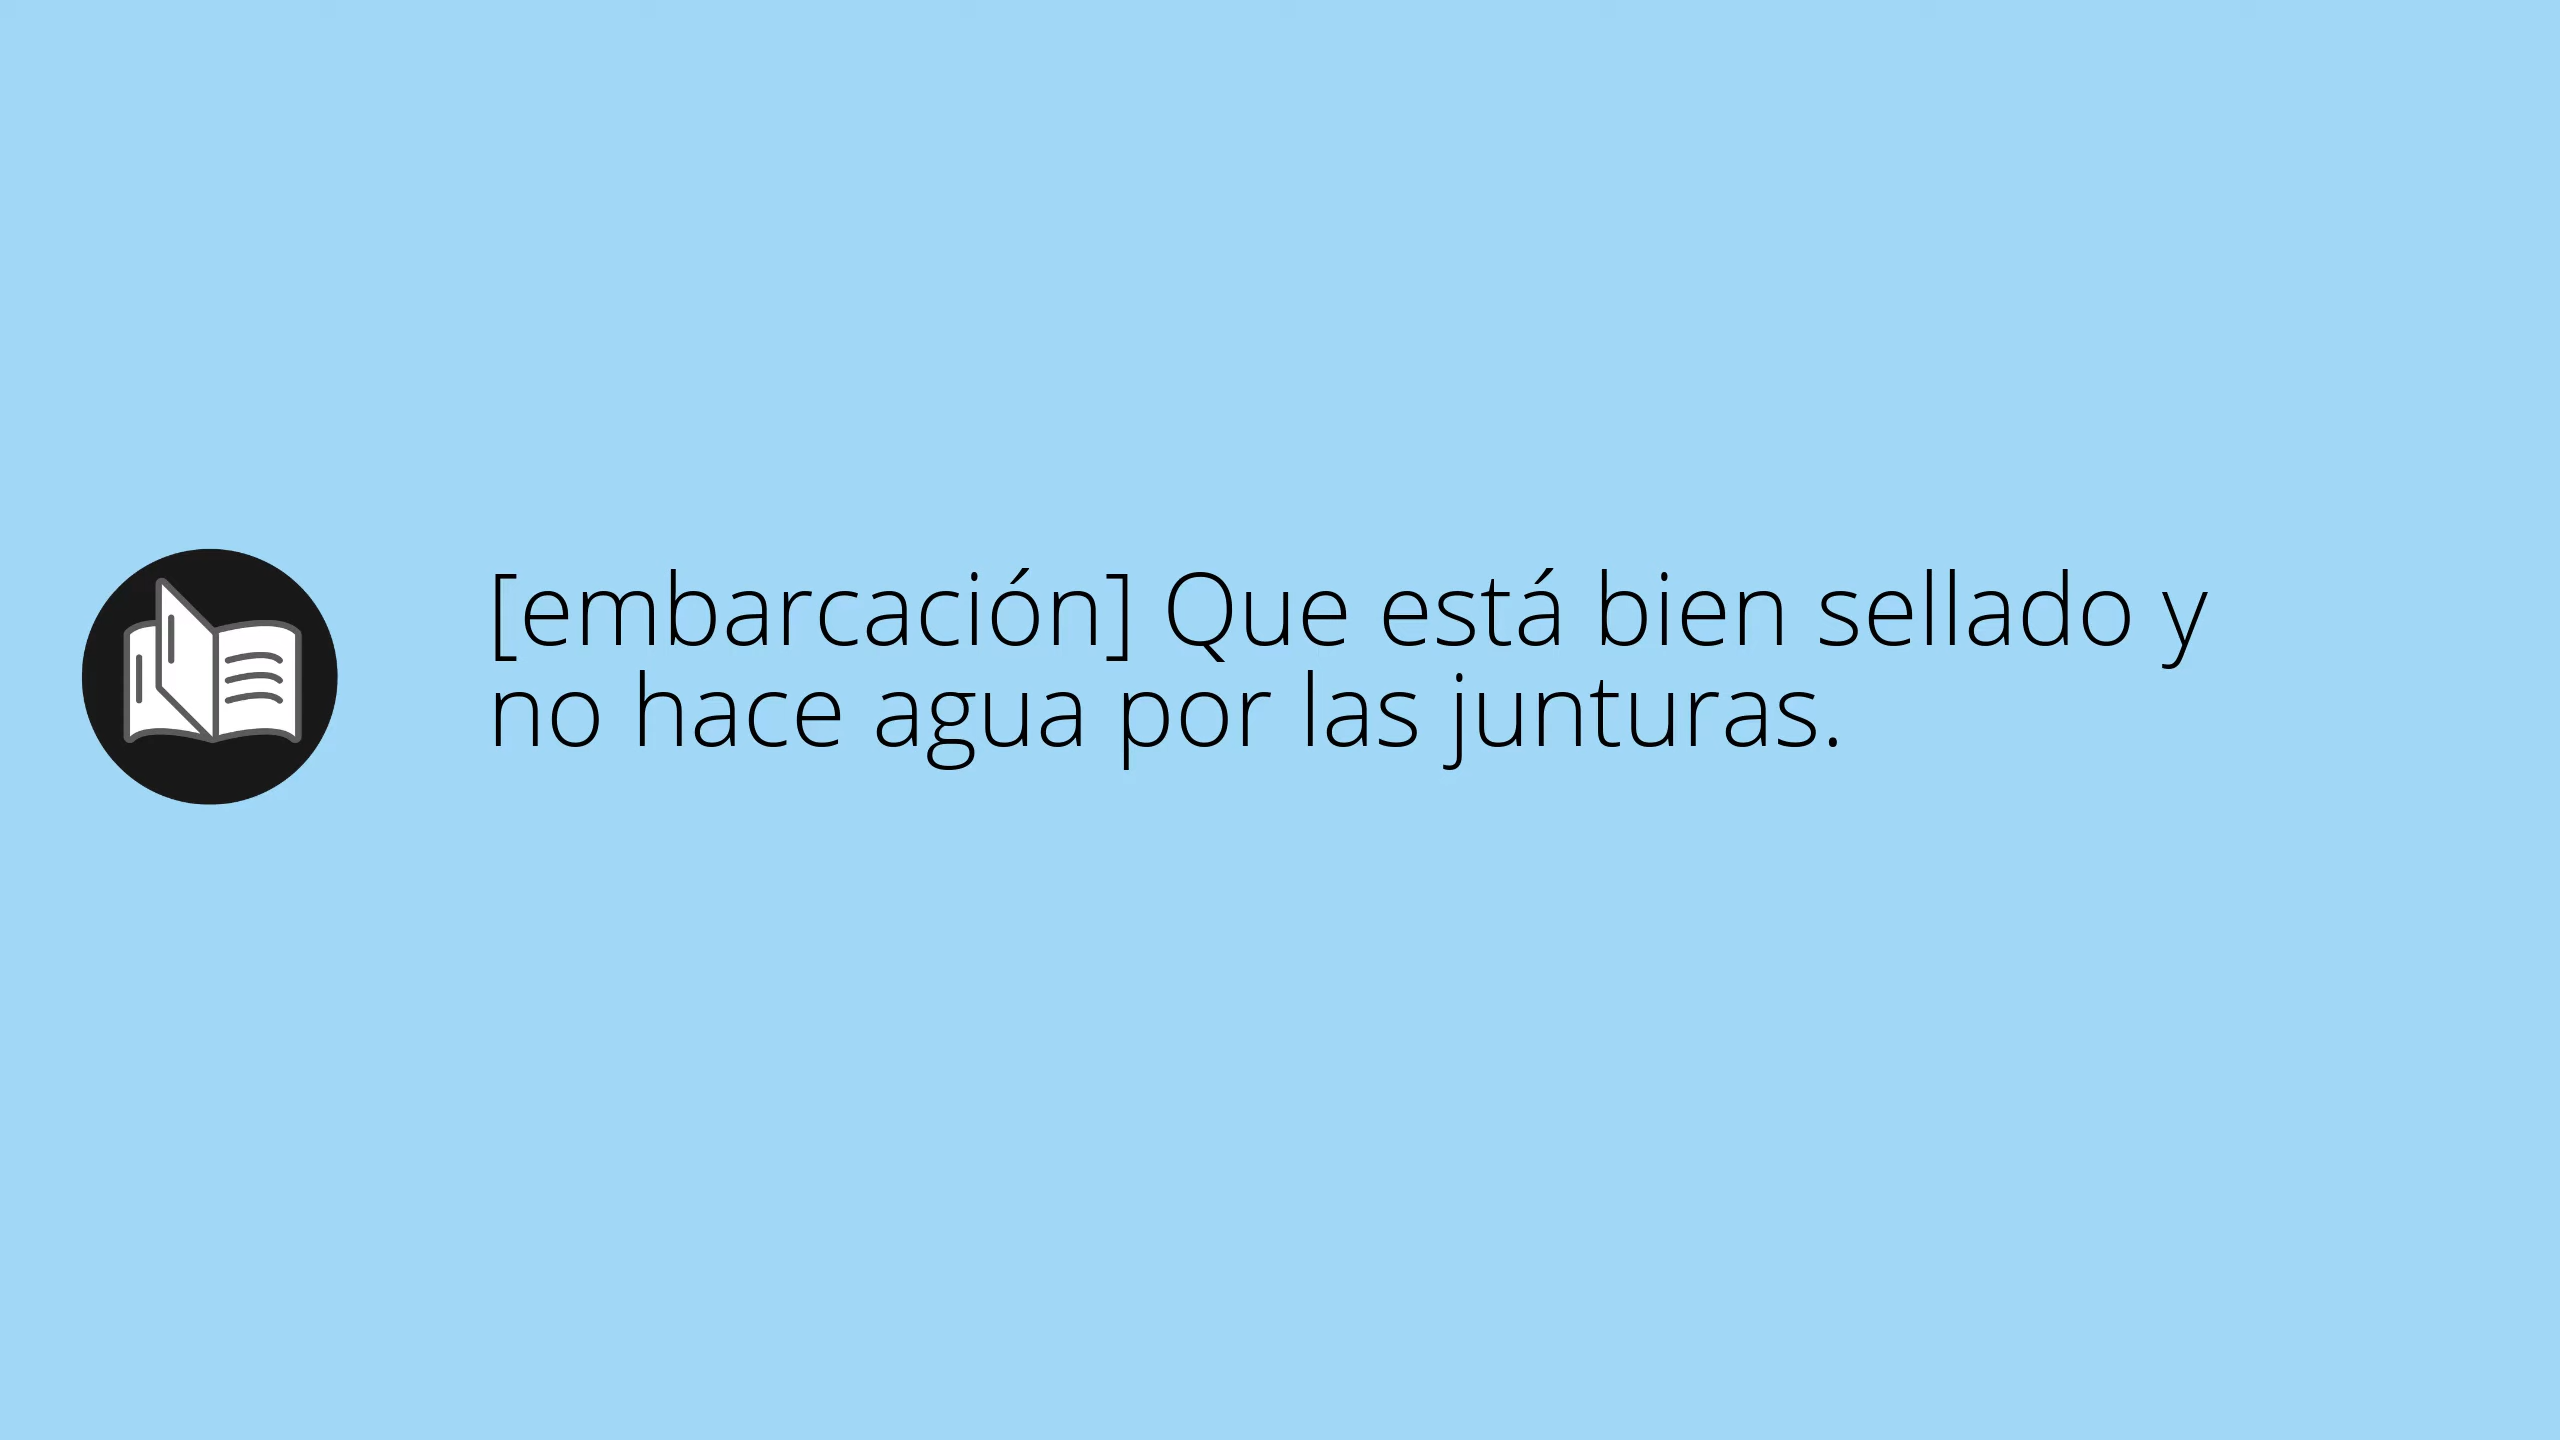 [embarcación] Que está bien sellado y
no hace agua por las junturas.